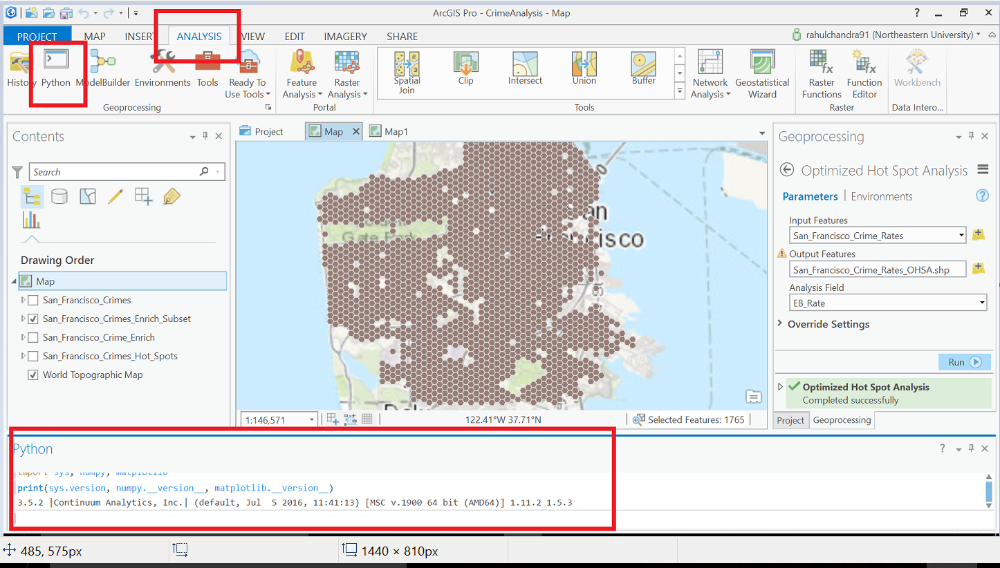 ArcGIS Pro - CrimeAnalysis - Map
?
PROJECT MAP INSERT ANALYSIS VIEW EDIT IMAGERY SHARE
rahulchandra91 (Northeastern University)
History Python ModelBuilder Environments Tools Ready To Use Tools
Geoprocessing
Feature Analysis Raster Analysis
Portal
Spatial Join Clip Intersect Union Buffer
Network Analysis Geostatistical Wizard
Tools
Raster Functions Function Editor
Raster
Workbench
Data Intero...
Contents
Search
Drawing Order
Map
San_Francisco_Crimes
San_Francisco_Crimes_Enrich_Subset
San_Francisco_Crime_Enrich
San_Francisco_Crimes_Hot_Spots
World Topographic Map
Project Map Map1
San
Francisco
Gate Park
1:146,571
122.41°W 37.71°N
Selected Features: 1765
Geoprocessing
Optimized Hot Spot Analysis
Parameters | Environments
?
Input Features
San_Francisco_Crime_Rates
Output Features
San_Francisco_Crime_Rates_OHSA.shp
Analysis Field
EB_Rate
Override Settings
Run
Optimized Hot Spot Analysis
Completed successfully
Project Geoprocessing
Python
?
import sys, numpy, matplotlib
print(sys.version, numpy.__version__, matplotlib.__version__)
3.5.2 |Continuum Analytics, Inc.| (default, Jul  5 2016, 11:41:13) [MSC v.1900 64 bit (AMD64)] 1.11.2 1.5.3
485, 575px
1440 × 810px